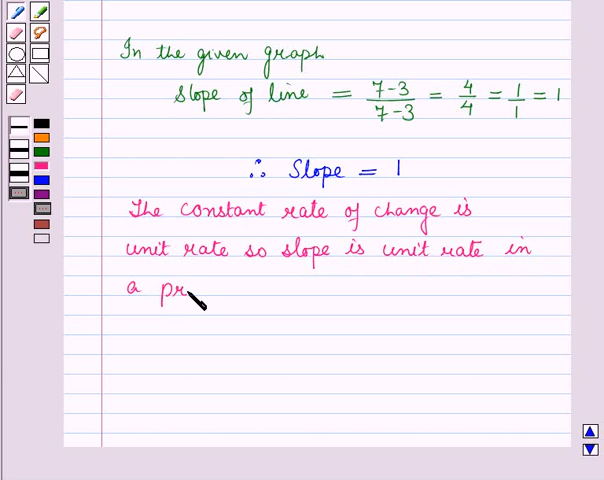 In the given graph
Slope of line = 7-3/7-3 = 4/4 = 1/1 = 1
∴ Slope = 1
The constant rate of change is
unit rate so slope is unit rate in
a pr